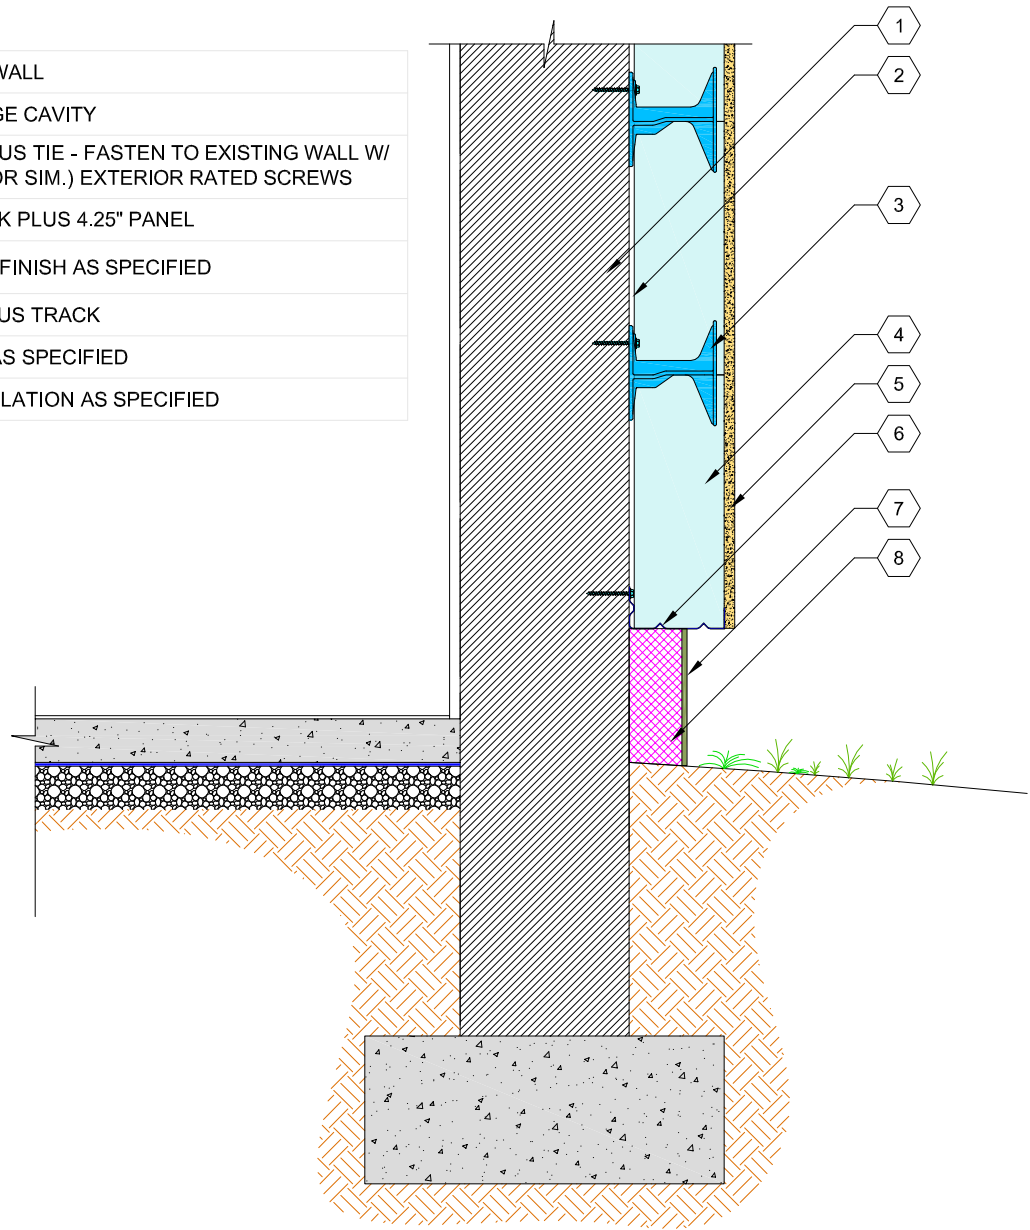 WALL
GE CAVITY
US TIE - FASTEN TO EXISTING WALL W/
OR SIM.) EXTERIOR RATED SCREWS
K PLUS 4.25" PANEL
FINISH AS SPECIFIED
US TRACK
AS SPECIFIED
LATION AS SPECIFIED
1
2
3
4
5
6
7
8